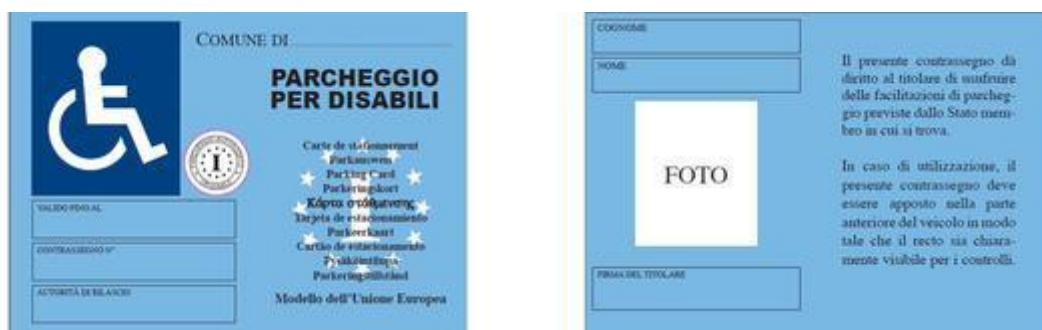 COMUNE DI
PARCHEGGIO
PER DISABILI
I
Carte de stationnement
Parkausweis
Parking Card
Parkeringskort
Κάρτα στάθμευσης
Tarjeta de estacionamiento
Parkeerkaart
Cartão de estacionamento
Pysäköintilupa
Parkeringstillstånd
Modello dell'Unione Europea
VALIDO FINO AL
CONTRASSEGNO N°
AUTORITÀ DI RILASCIO
COGNOME
NOME
FOTO
FIRMA DEL TITOLARE
Il presente contrassegno dà
diritto al titolare di usufruire
delle facilitazioni di parcheg-
gio previste dallo Stato mem-
bro in cui si trova.
In caso di utilizzazione, il
presente contrassegno deve
essere apposto nella parte
anteriore del veicolo in modo
tale che il recto sia chiara-
mente visibile per i controlli.